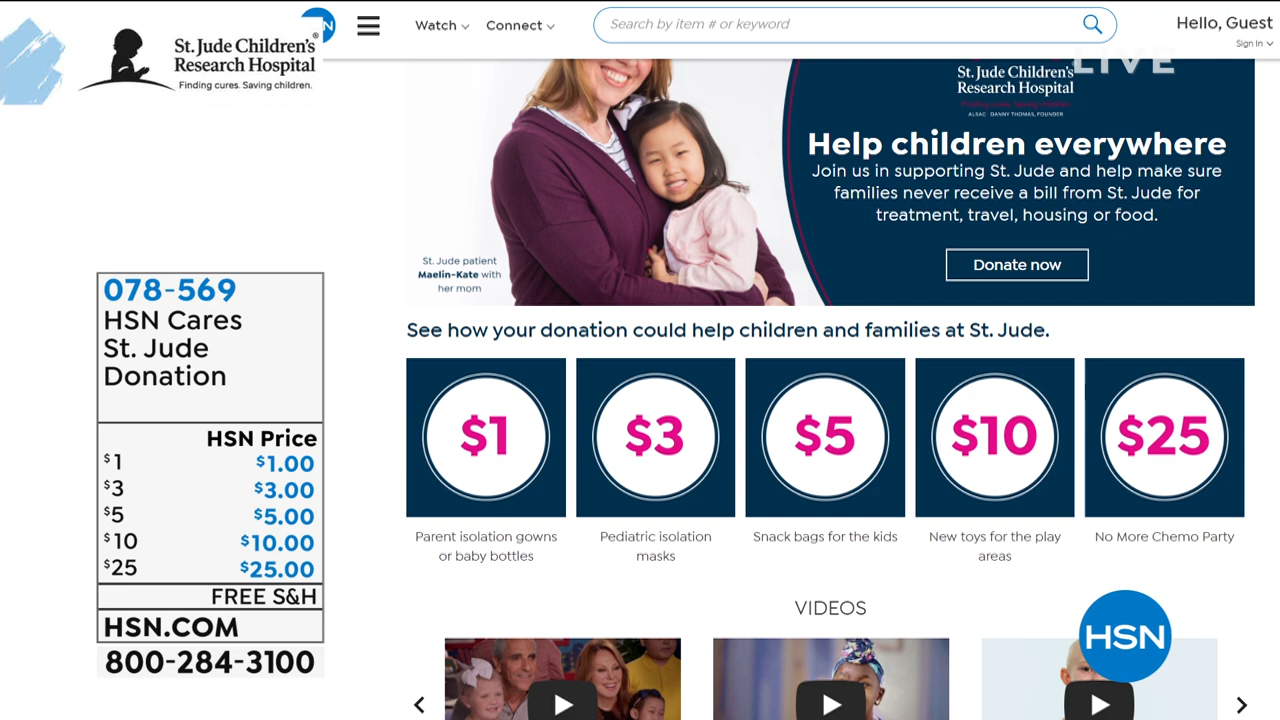 St. Jude Children's®
Research Hospital
Finding cures. Saving children.
Watch
Connect
Search by item # or keyword
Hello, Guest
Sign In
LIVE
St. Jude Children's
Research Hospital
Finding cures. Saving children.
ALSAC DANNY THOMAS, FOUNDER
Help children everywhere
Join us in supporting St. Jude and help make sure
families never receive a bill from St. Jude for
treatment, travel, housing or food.
Donate now
St. Jude patient
Maelin-Kate with
her mom
078-569
HSN Cares
St. Jude
Donation
HSN Price
$1 $1.00
$3 $3.00
$5 $5.00
$10 $10.00
$25 $25.00
FREE S&H
HSN.COM
800-284-3100
See how your donation could help children and families at St. Jude.
$1
$3
$5
$10
$25
Parent isolation gowns
or baby bottles
Pediatric isolation
masks
Snack bags for the kids
New toys for the play
areas
No More Chemo Party
VIDEOS
HSN